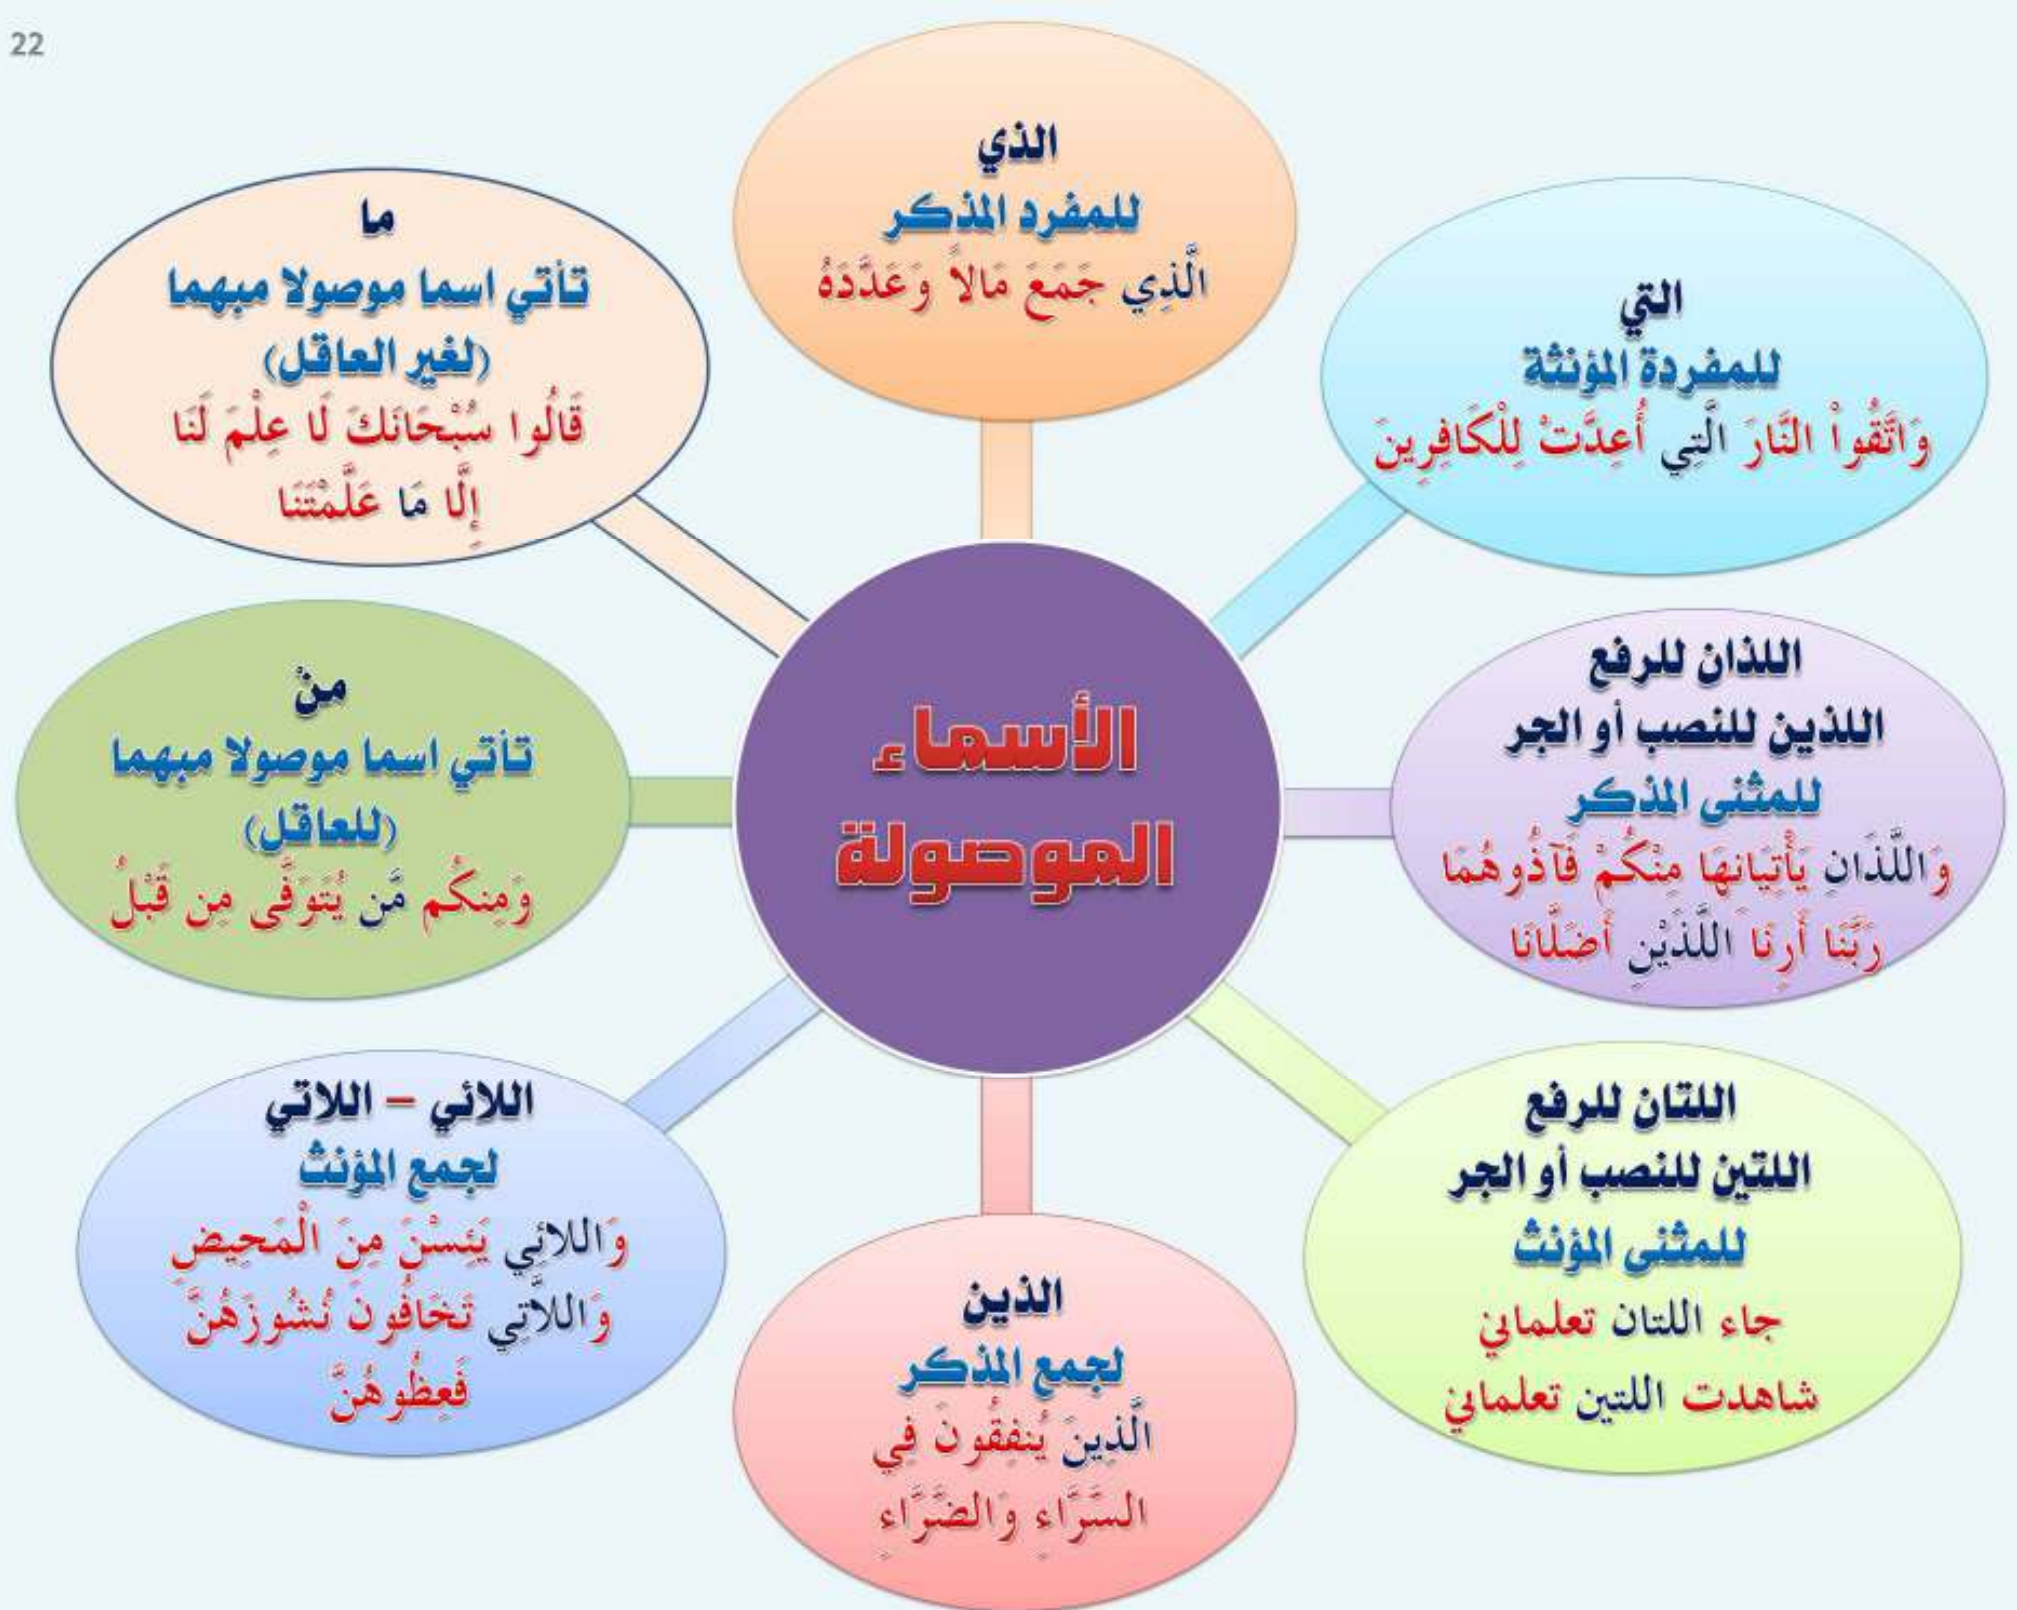 22
الأسماء
الموصولة
الذي
للمفرد المذكر
الَّذِي جَمَعَ مَالاً وَعَدَّدَهُ
التي
للمفردة المؤنثة
وَاتَّقُواْ النَّارَ الَّتِي أُعِدَّتْ لِلْكَافِرِينَ
اللذان للرفع
اللذين للنصب أو الجر
للمثنى المذكر
وَاللَّذَانِ يَأْتِيَانِهَا مِنْكُمْ فَآذُوهُمَا
رَبَّنَا أَرِنَا اللَّذَيْنِ أَضَلَّانَا
اللتان للرفع
اللتين للنصب أو الجر
للمثنى المؤنث
جاء اللتان تعلماني
شاهدت اللتين تعلماني
الذين
لجمع المذكر
الَّذِينَ يُنفِقُونَ فِي
السَّرَّاءِ وَالضَّرَّاءِ
اللائي – اللاتي
لجمع المؤنث
وَاللائِي يَئِسْنَ مِنَ الْمَحِيضِ
وَاللاَّتِي تَخَافُونَ نُشُوزَهُنَّ
فَعِظُوهُنَّ
منْ
تأتي اسما موصولا مبهما
(للعاقل)
وَمِنكُم مَّن يُتَوَفَّى مِن قَبْلُ
ما
تأتي اسما موصولا مبهما
(لغير العاقل)
قَالُوا سُبْحَانَكَ لَا عِلْمَ لَنَا
إِلَّا مَا عَلَّمْتَنَا